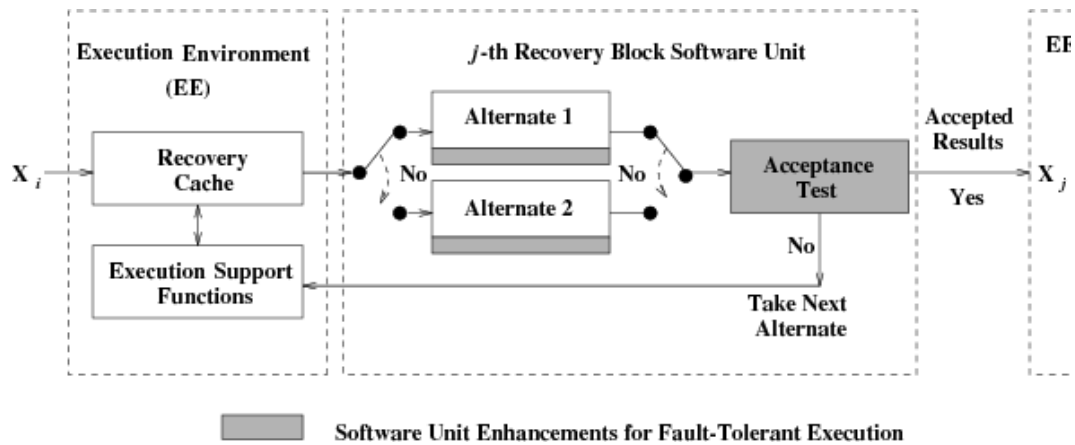 Execution Environment
(EE)
j-th Recovery Block Software Unit
EE
X i
Recovery
Cache
No
Alternate 1
Alternate 2
No
Acceptance
Test
Accepted
Results
Yes
X j
Execution Support
Functions
No
Take Next
Alternate
Software Unit Enhancements for Fault-Tolerant Execution